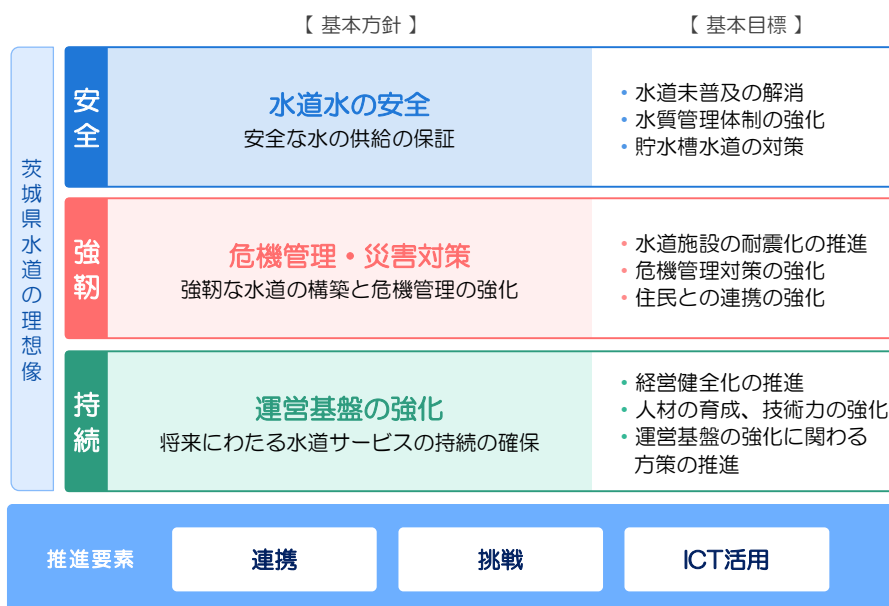 【 基本方針 】
【 基本目標 】
茨城県水道の理想像
安全
水道水の安全
安全な水の供給の保証
・水道未普及の解消
・水質管理体制の強化
・貯水槽水道の対策
強靭
危機管理・災害対策
強靭な水道の構築と危機管理の強化
・水道施設の耐震化の推進
・危機管理対策の強化
・住民との連携の強化
持続
運営基盤の強化
将来にわたる水道サービスの持続の確保
・経営健全化の推進
・人材の育成、技術力の強化
・運営基盤の強化に関わる
方策の推進
推進要素
連携
挑戦
ICT活用